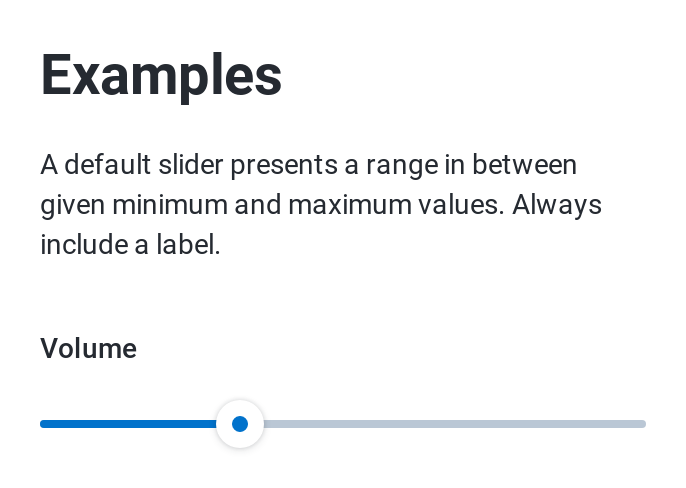 Examples
A default slider presents a range in between
given minimum and maximum values. Always
include a label.
Volume